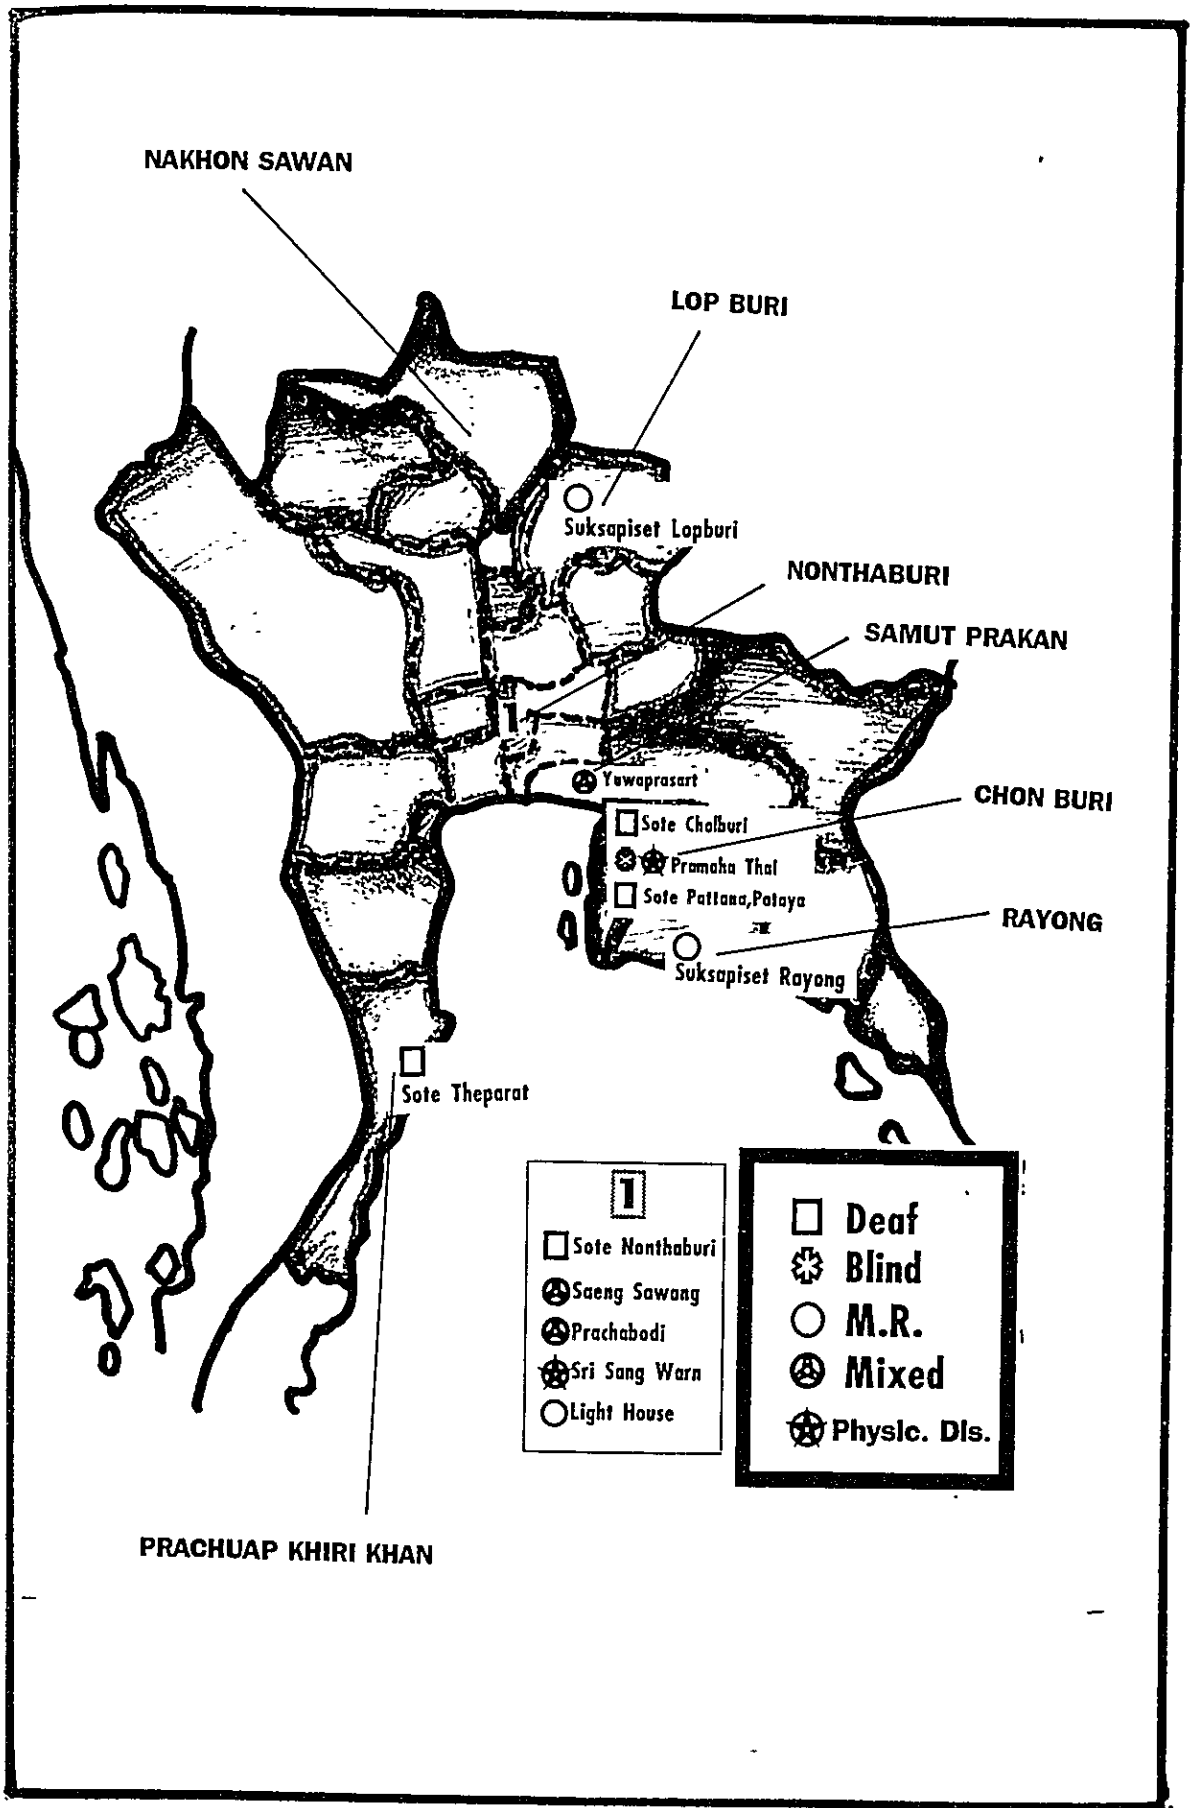 NAKHON SAWAN
LOP BURI
Suksapiset Lopburi
NONTHABURI
SAMUT PRAKAN
1
Yuwaprasart
CHON BURI
Sote Cholburi
Pramaha Thai
Sote Pattana,Pataya
RAYONG
Suksapiset Rayong
Sote Theparat
1
Sote Nonthaburi
Saeng Sawang
Prachabodi
Sri Sang Warn
Light House
Deaf
Blind
M.R.
Mixed
Physic. Dis.
PRACHUAP KHIRI KHAN